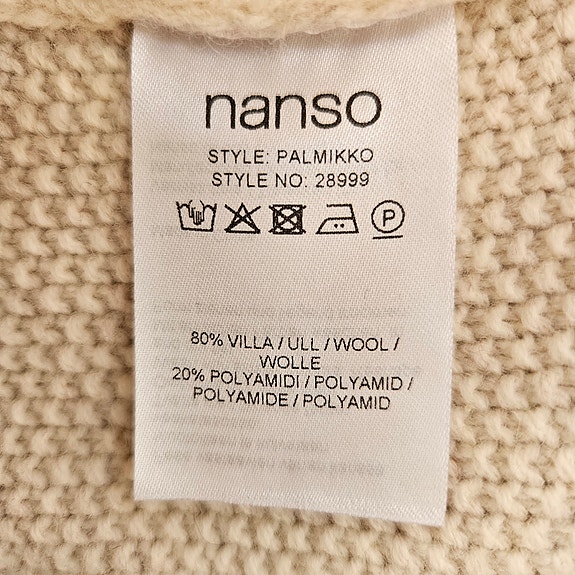 nanso
STYLE: PALMIKKO
STYLE NO: 28999
P
80% VILLA / ULL / WOOL /
WOLLE
20% POLYAMIDI / POLYAMID /
POLYAMIDE / POLYAMID